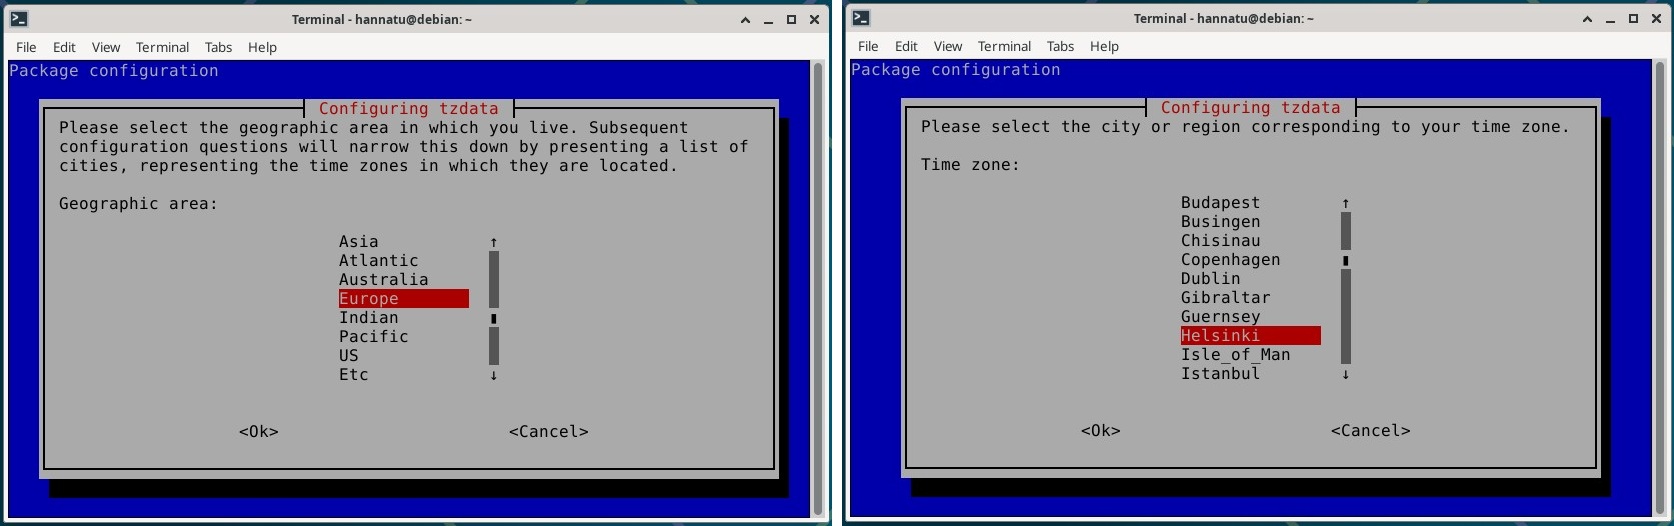 Terminal - hannatu@debian: ~
File Edit View Terminal Tabs Help
Package configuration
Configuring tzdata
Please select the geographic area in which you live. Subsequent
configuration questions will narrow this down by presenting a list of
cities, representing the time zones in which they are located.
Geographic area:
Asia
Atlantic
Australia
Europe
Indian
Pacific
US
Etc
<Ok> <Cancel>
Terminal - hannatu@debian: ~
File Edit View Terminal Tabs Help
Package configuration
Configuring tzdata
Please select the city or region corresponding to your time zone.
Time zone:
Budapest
Busingen
Chisinau
Copenhagen
Dublin
Gibraltar
Guernsey
Helsinki
Isle_of_Man
Istanbul
<Ok> <Cancel>